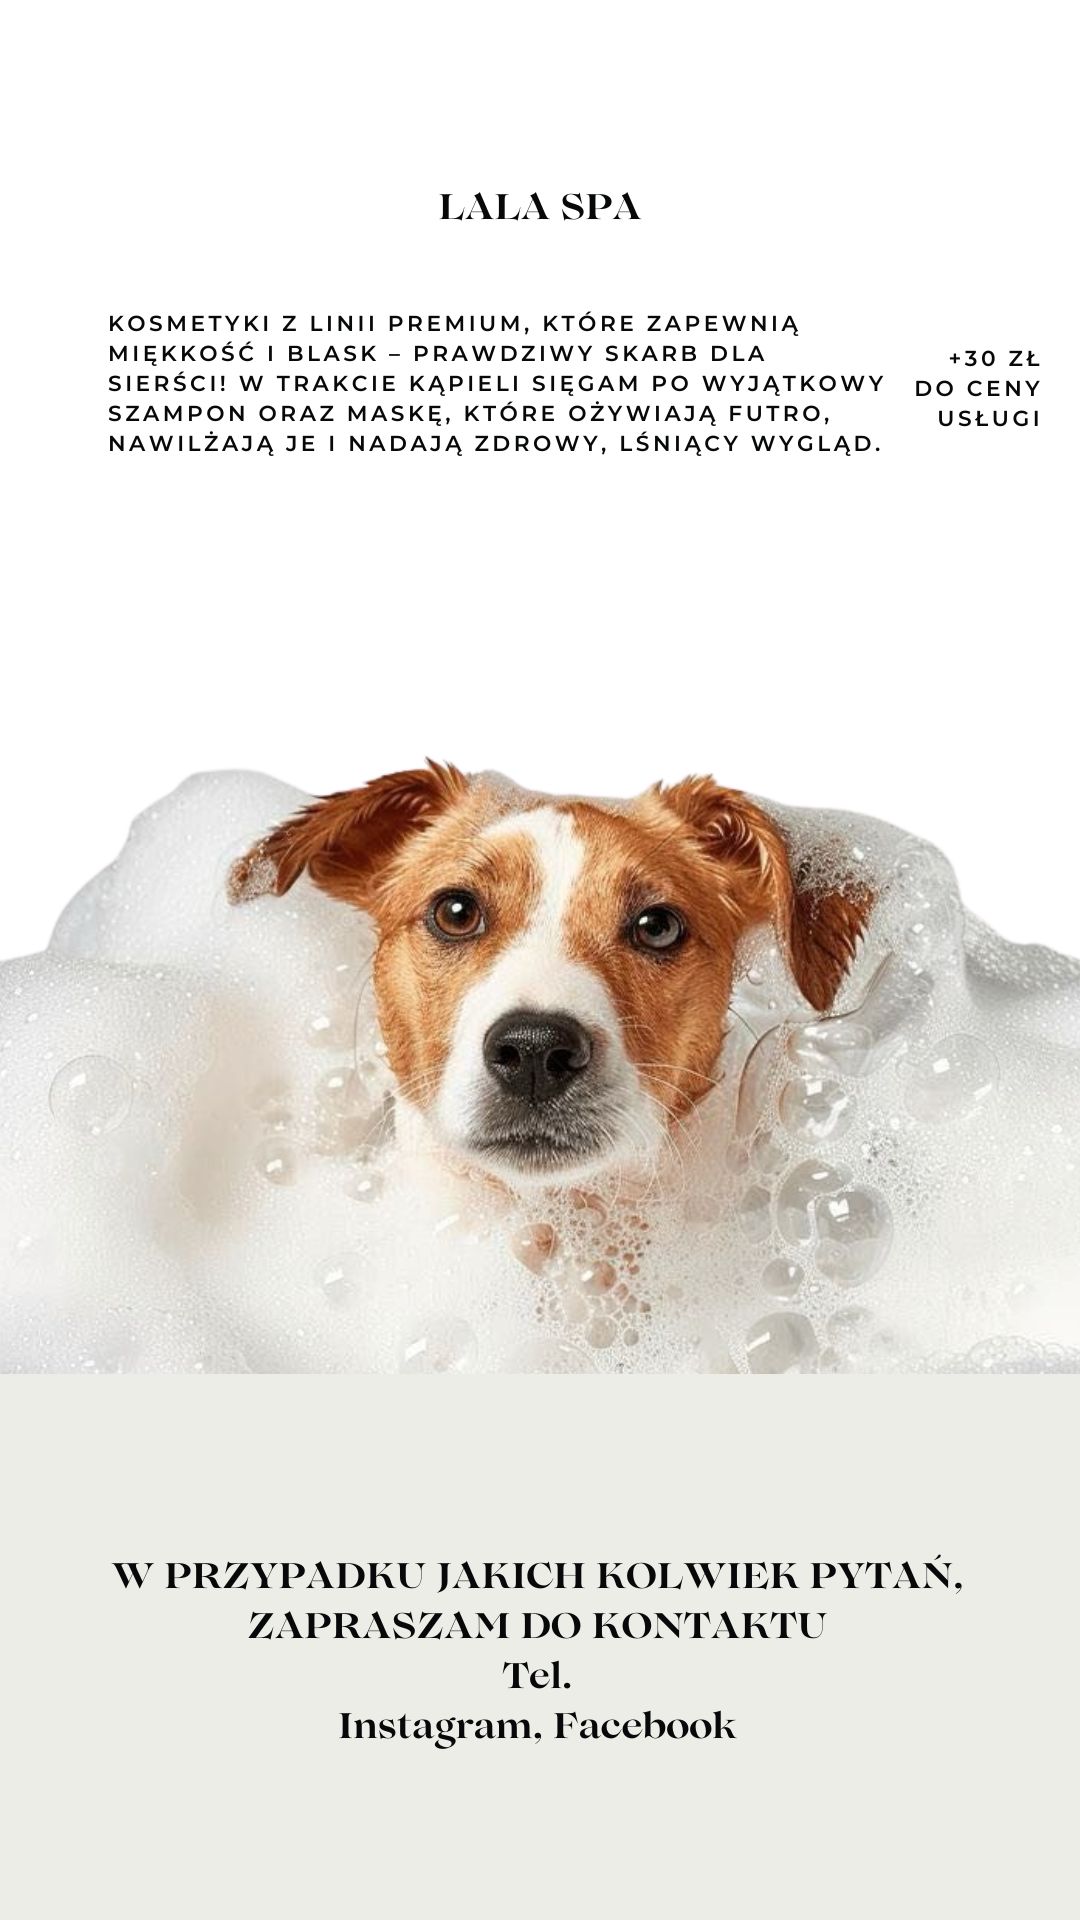 LALA SPA
KOSMETYKI Z LINII PREMIUM, KTÓRE ZAPEWNIĄ
MIĘKKOŚĆ I BLASK – PRAWDZIWY SKARB DLA
SIERŚCI! W TRAKCIE KĄPIELI SIĘGAM PO WYJĄTKOWY
SZAMPON ORAZ MASKĘ, KTÓRE OŻYWIAJĄ FUTRO,
NAWILŻAJĄ JE I NADAJĄ ZDROWY, LŚNIĄCY WYGLĄD.
+30 ZŁ
DO CENY
USŁUGI
W PRZYPADKU JAKICH KOLWIEK PYTAŃ,
ZAPRASZAM DO KONTAKTU
Tel.
Instagram, Facebook